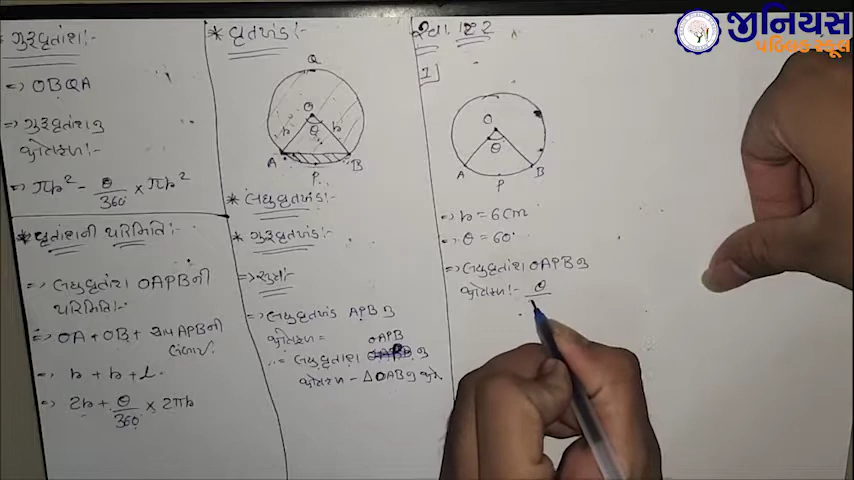 * ગુરુવૃતાંશ:-
=> OBQA
=> ગુરુવૃતાંશનુ
ક્ષેત્રફળ:-
=> πr² - θ/360 × πr²
* વૃતાંશની પરિમિતિ:-
=> લઘુવૃતાંશ OAPBની
પરિમિતિ:-
=> OA + OB + ચાપ APBની
લંબાઈ
=> r + r + l.
=> 2r + θ/360 × 2πr
* વૃતખંડ:-
Q
O
r θ r
A B
P
* લઘુવૃતખંડ:-
* ગુરુવૃતખંડ:-
=> લઘુવૃતખંડ APBનુ
ક્ષેત્રફળ =
OAPB
= લઘુવૃતાંશ નુ
ક્ષેત્રફળ - Δ OABનુ ક્ષે.
સ્વા. 12.2
1]
O
θ
A B
P
=> r = 6cm
=> θ = 60°
=> લઘુવૃતાંશ OAPBનુ
ક્ષેત્રફળ:- θ
જીનિયસ
પબ્લિક સ્કૂલ